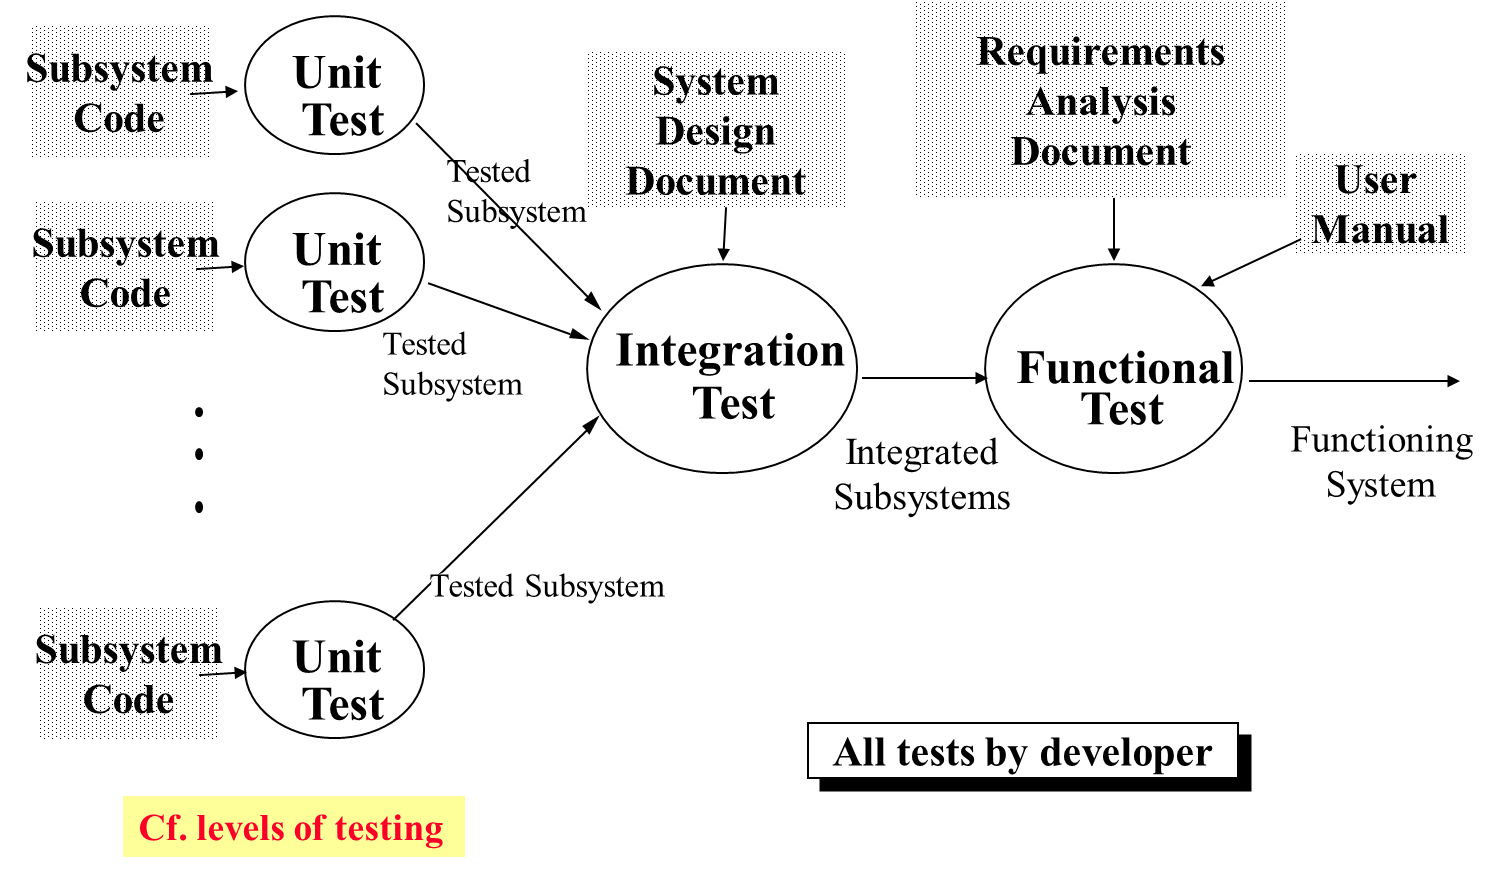 Subsystem
Code
Unit
Test
Tested
Subsystem
System
Design
Document
Requirements
Analysis
Document
User
Manual
Subsystem
Code
Unit
Test
Tested
Subsystem
Integration
Test
Functional
Test
Integrated
Subsystems
Functioning
System
Tested Subsystem
Subsystem
Code
Unit
Test
All tests by developer
Cf. levels of testing